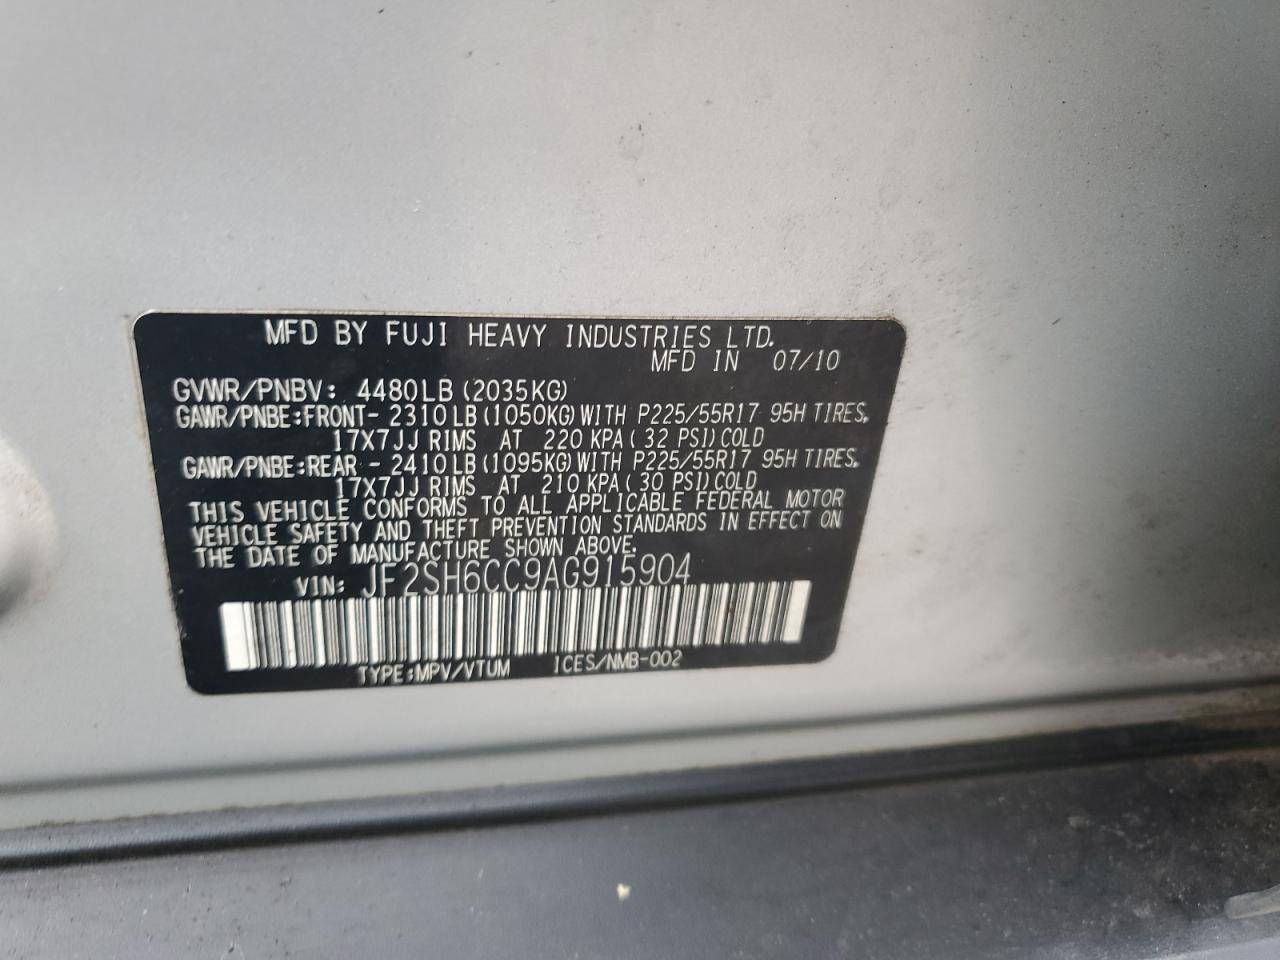 MFD BY FUJI HEAVY INDUSTRIES LTD.
MFD IN 07/10
GVWR/PNBV: 4480LB (2035KG)
GAWR/PNBE:FRONT- 2310LB (1050KG) WITH P225/55R17 95H TIRES,
17X7JJ RIMS AT 220 KPA (32 PSI) COLD
GAWR/PNBE:REAR - 2410LB (1095KG) WITH P225/55R17 95H TIRES.
17X7JJ RIMS AT 210 KPA (30 PSI) COLD
THIS VEHICLE CONFORMS TO ALL APPLICABLE FEDERAL MOTOR
VEHICLE SAFETY AND THEFT PREVENTION STANDARDS IN EFFECT ON
THE DATE OF MANUFACTURE SHOWN ABOVE.
VIN: JF2SH6CC9AG915904
TYPE:MPV/VTUM ICES/NMB-002